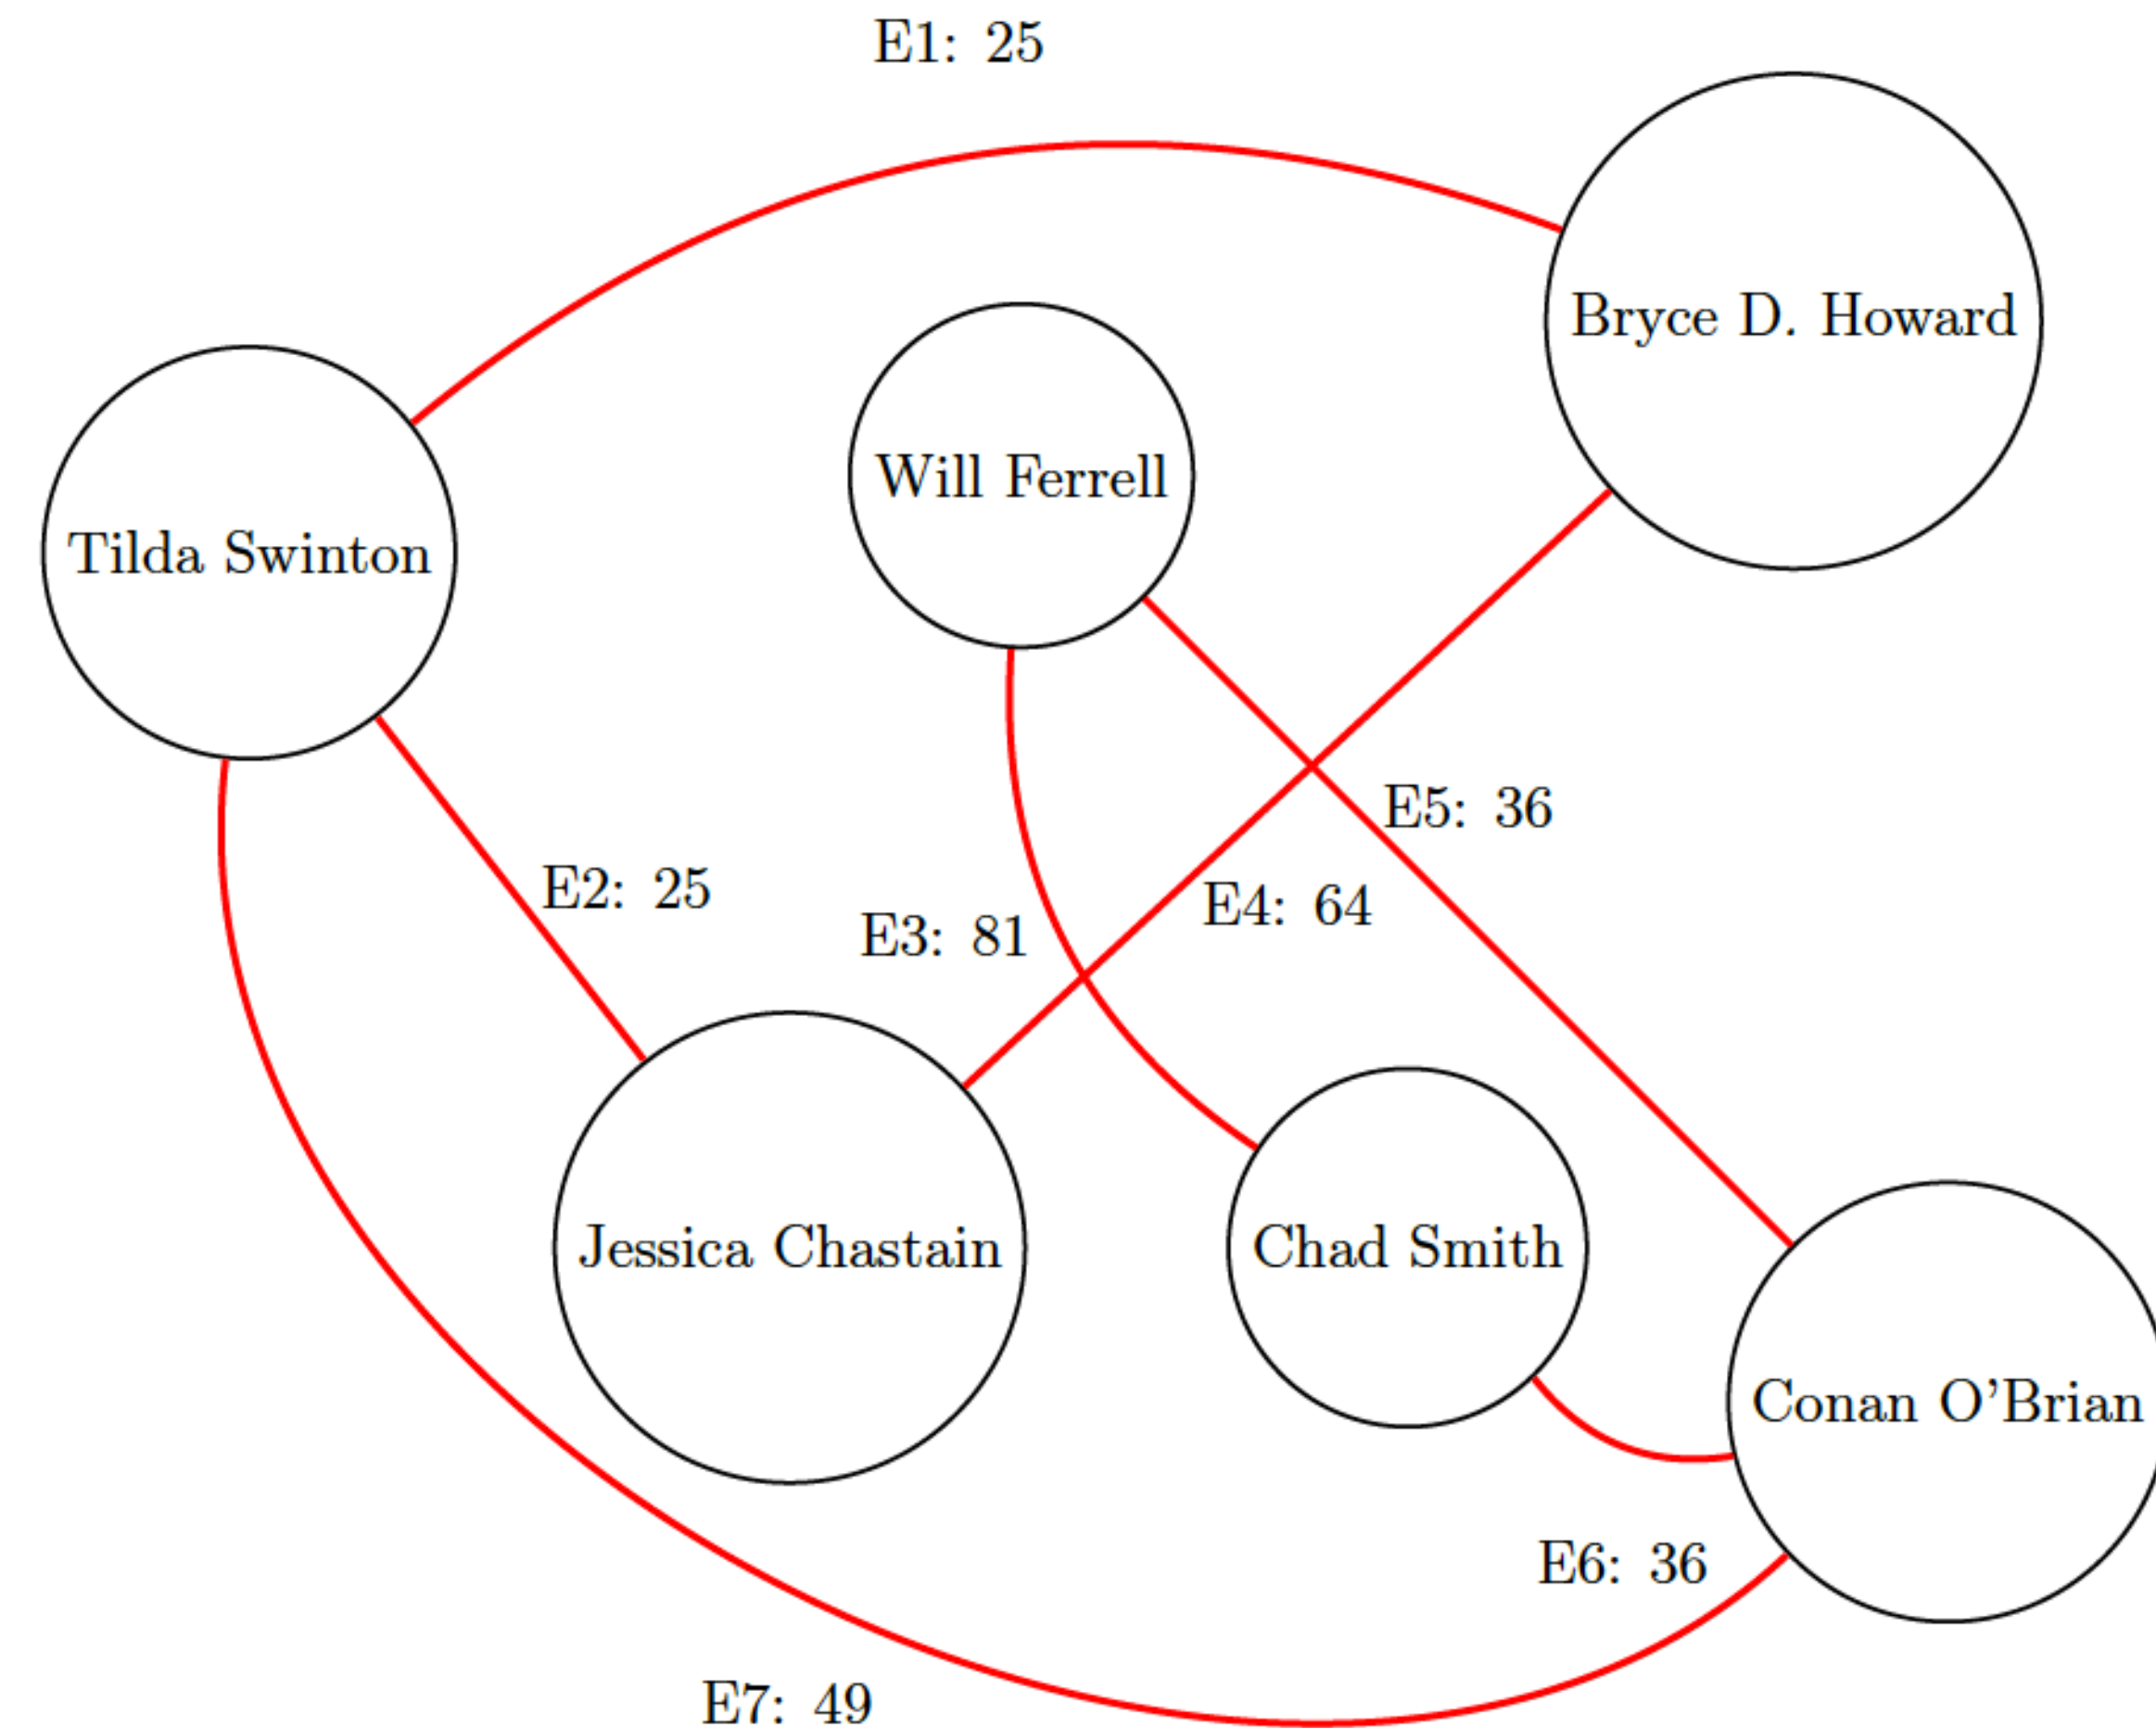 E1: 25
Bryce D. Howard
Will Ferrell
Tilda Swinton
E5: 36
E2: 25
E4: 64
E3: 81
Jessica Chastain
Chad Smith
Conan O'Brian
E6: 36
E7: 49